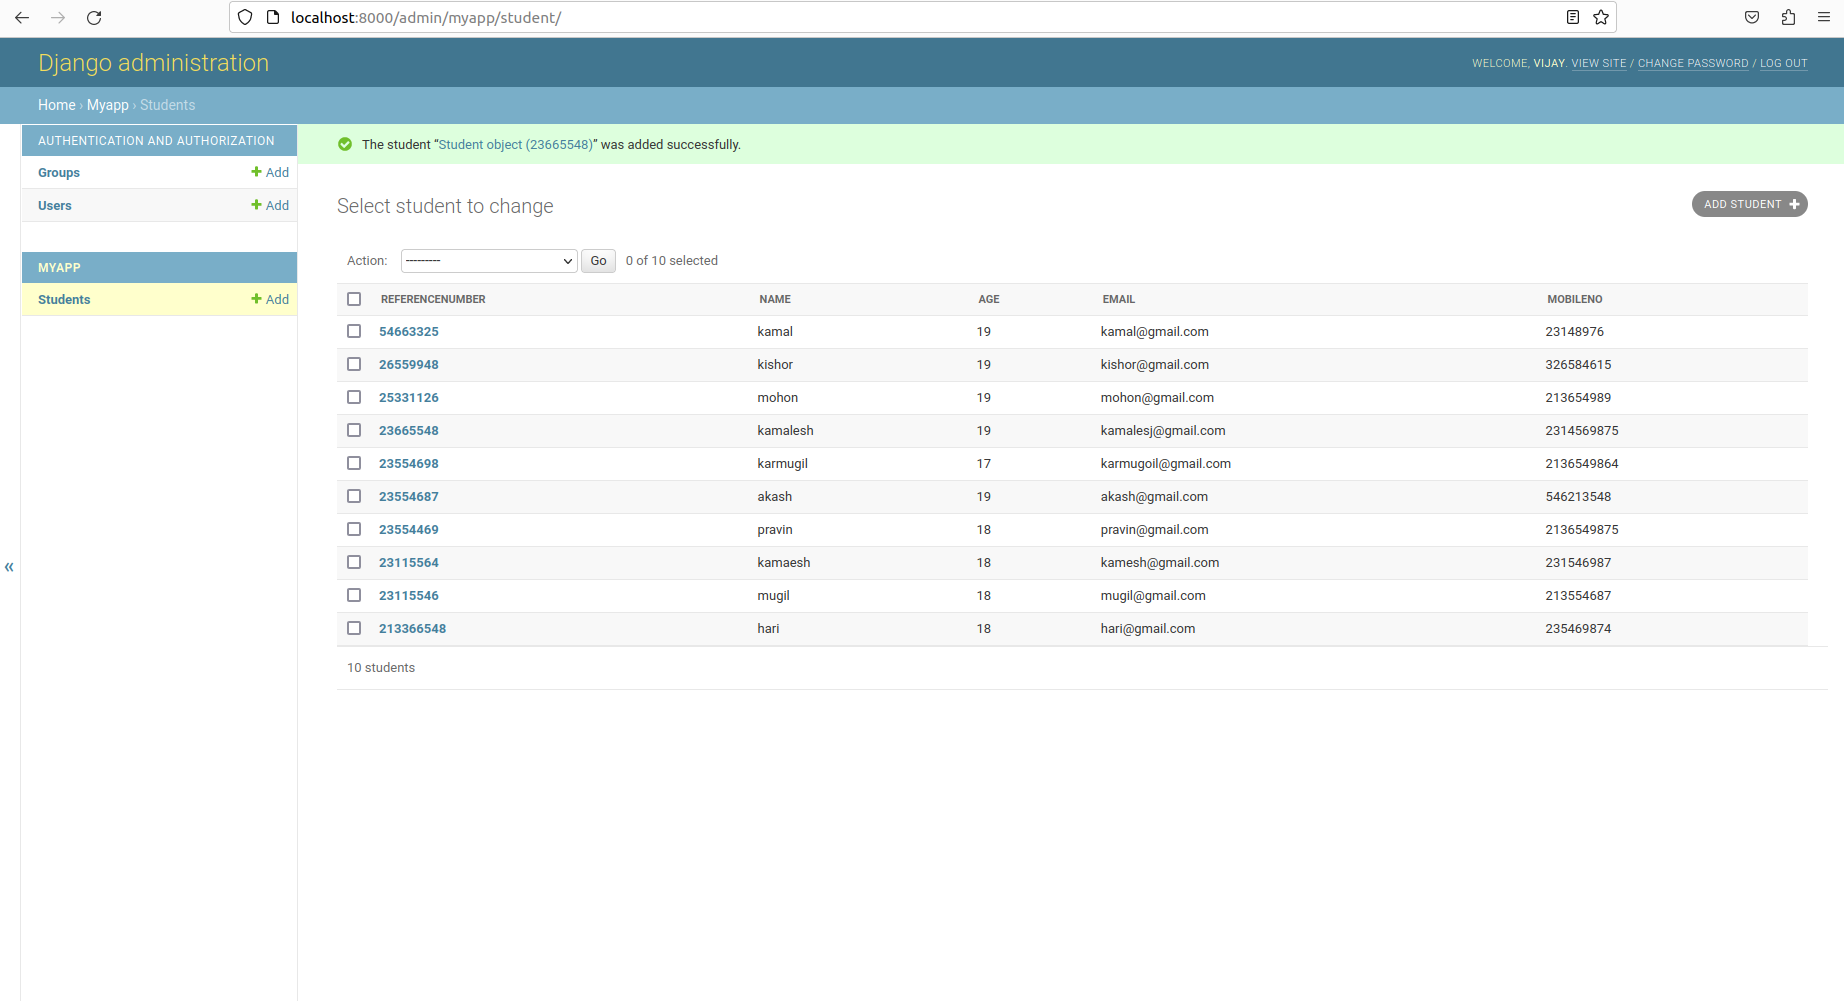 localhost:8000/admin/myapp/student/
Django administration
WELCOME, VIJAY. VIEW SITE / CHANGE PASSWORD / LOG OUT
Home › Myapp › Students
AUTHENTICATION AND AUTHORIZATION
Groups + Add
Users + Add
MYAPP
Students + Add
«
The student “Student object (23665548)” was added successfully.
Select student to change
ADD STUDENT +
Action: --------- Go 0 of 10 selected
REFERENCENUMBER NAME AGE EMAIL MOBILENO
54663325 kamal 19 kamal@gmail.com 23148976
26559948 kishor 19 kishor@gmail.com 326584615
25331126 mohon 19 mohon@gmail.com 213654989
23665548 kamalesh 19 kamalesj@gmail.com 2314569875
23554698 karmugil 17 karmugoil@gmail.com 2136549864
23554687 akash 19 akash@gmail.com 546213548
23554469 pravin 18 pravin@gmail.com 2136549875
23115564 kamaesh 18 kamesh@gmail.com 231546987
23115546 mugil 18 mugil@gmail.com 213554687
213366548 hari 18 hari@gmail.com 235469874
10 students